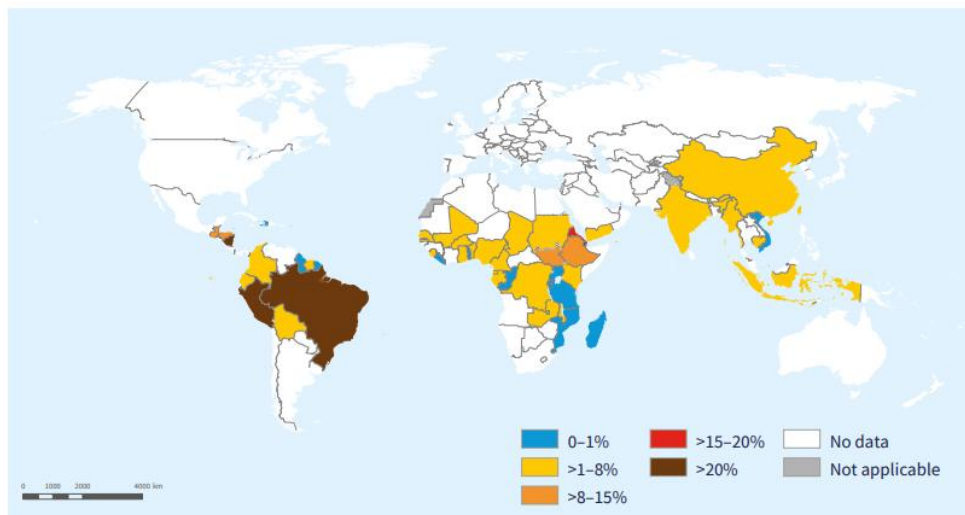 0–1%
>1–8%
>8–15%
>15–20%
>20%
No data
Not applicable
0 1000 2000 4000 km